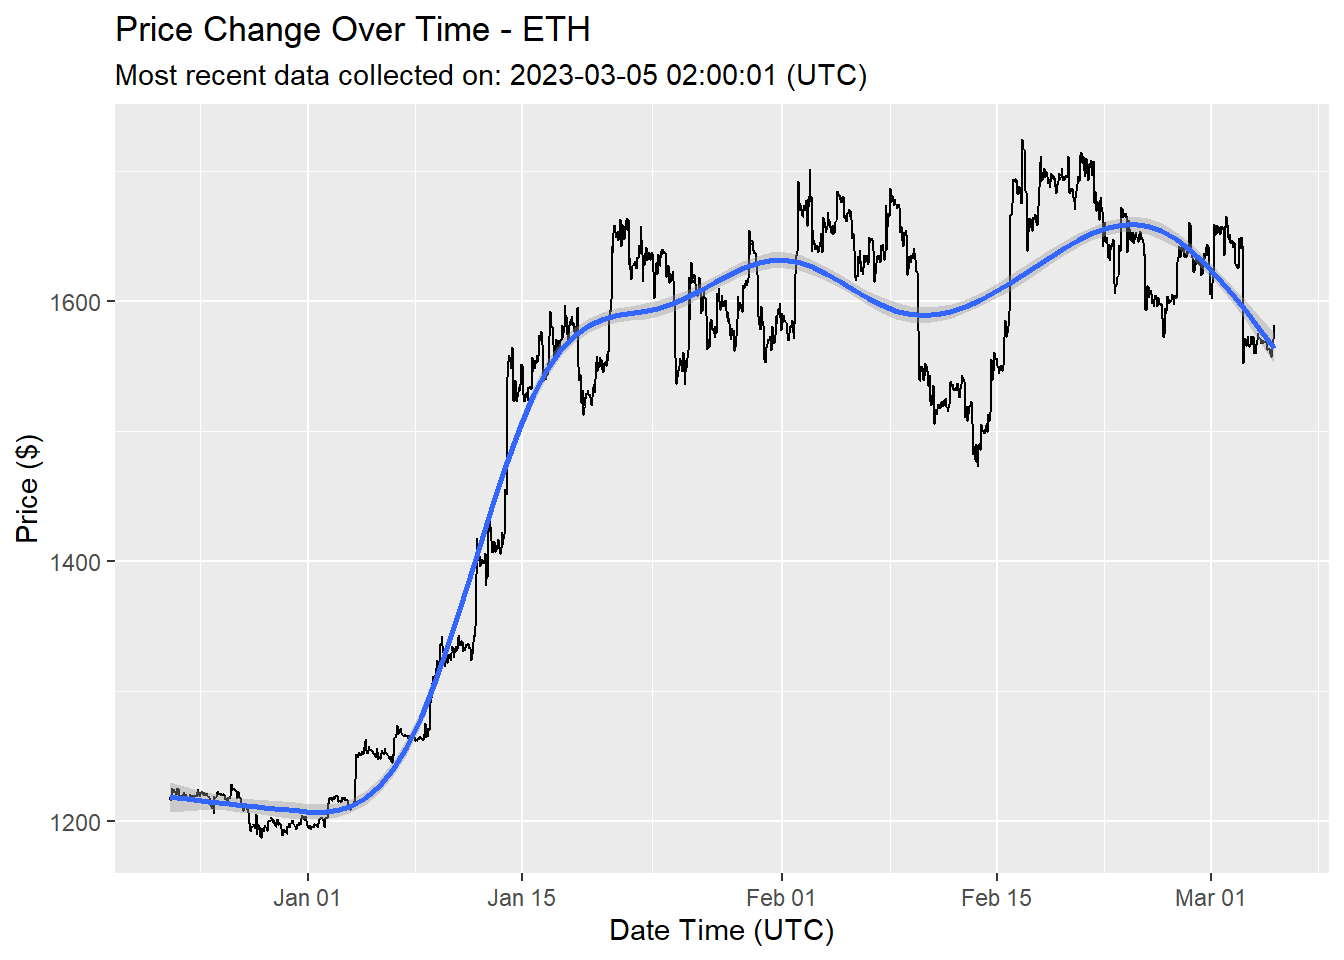 Price Change Over Time - ETH
Most recent data collected on: 2023-03-05 02:00:01 (UTC)
Price ($)
1600
1400
1200
Jan 01
Jan 15
Feb 01
Feb 15
Mar 01
Date Time (UTC)